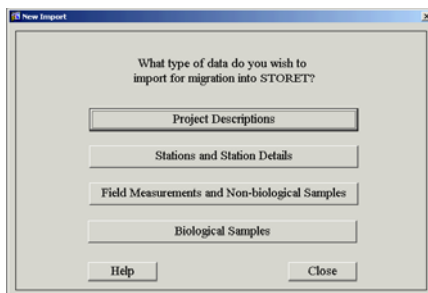 New Import
What type of data do you wish to
import for migration into STORET?
Project Descriptions
Stations and Station Details
Field Measurements and Non-biological Samples
Biological Samples
Help
Close